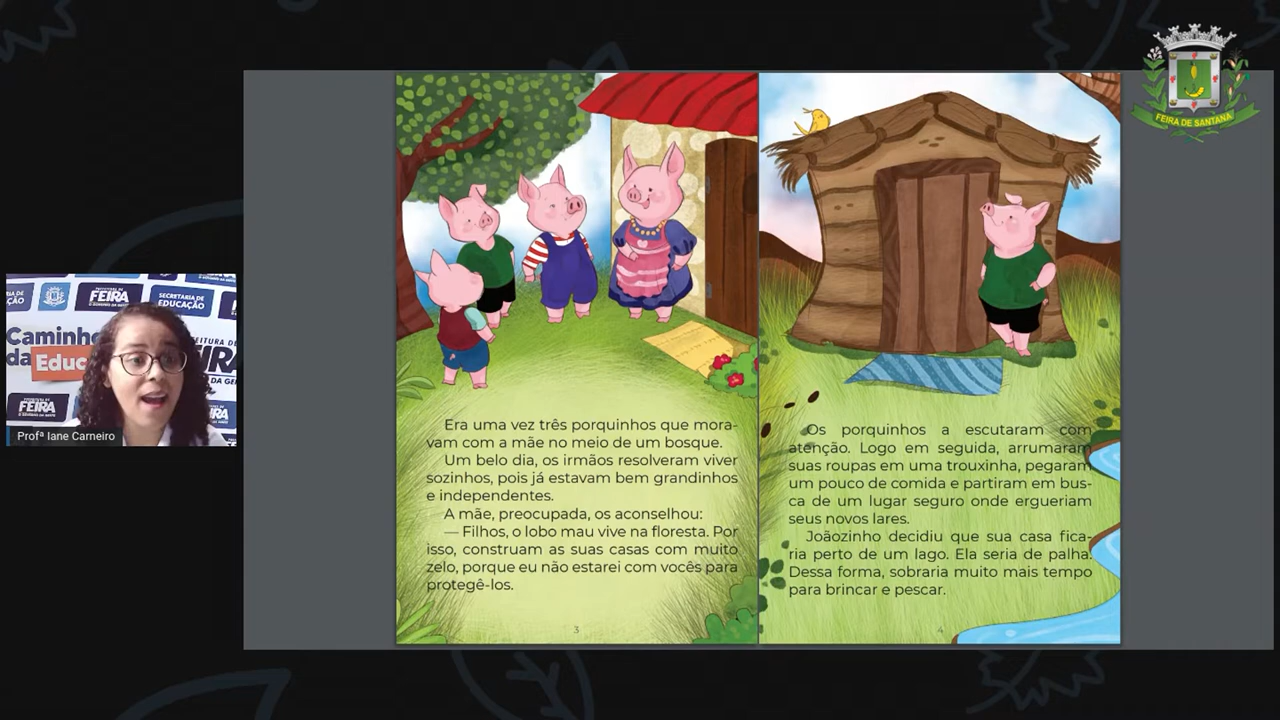 FEIRA DE SANTANA
PREFEITURA DE
FEIRA
SECRETARIA DE
EDUCAÇÃO
Caminho
da Educ
FEIRA
Profª Iane Carneiro
Era uma vez três porquinhos que mora-
vam com a mãe no meio de um bosque.
Um belo dia, os irmãos resolveram viver
sozinhos, pois já estavam bem grandinhos
e independentes.
A mãe, preocupada, os aconselhou:
— Filhos, o lobo mau vive na floresta. Por
isso, construam as suas casas com muito
zelo, porque eu não estarei com vocês para
protegê-los.
3
Os porquinhos a escutaram com
atenção. Logo em seguida, arrumaram
suas roupas em uma trouxinha, pegaram
um pouco de comida e partiram em bus-
ca de um lugar seguro onde ergueriam
seus novos lares.
Joãozinho decidiu que sua casa fica-
ria perto de um lago. Ela seria de palha.
Dessa forma, sobraria muito mais tempo
para brincar e pescar.
4